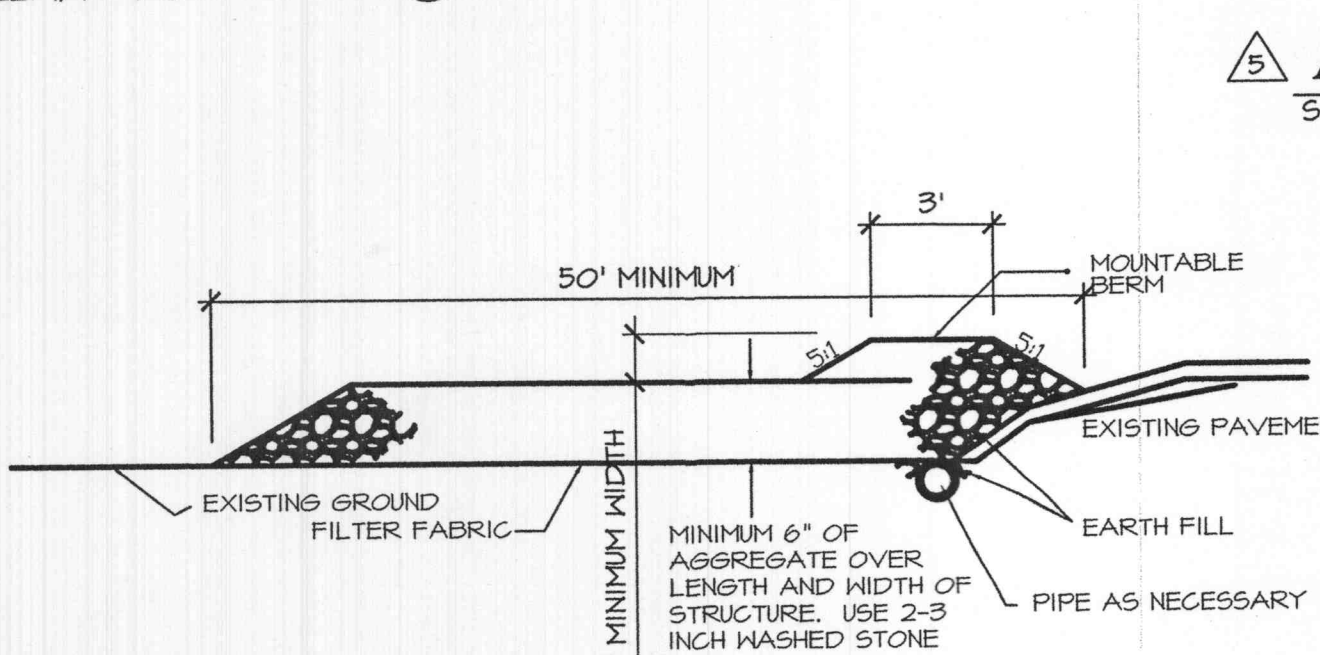 5
3'
50' MINIMUM
MOUNTABLE
BERM
5:1
5:1
EXISTING PAVEME
EXISTING GROUND
FILTER FABRIC
MINIMUM WIDTH
MINIMUM 6" OF
AGGREGATE OVER
LENGTH AND WIDTH OF
STRUCTURE. USE 2-3
INCH WASHED STONE
EARTH FILL
PIPE AS NECESSARY